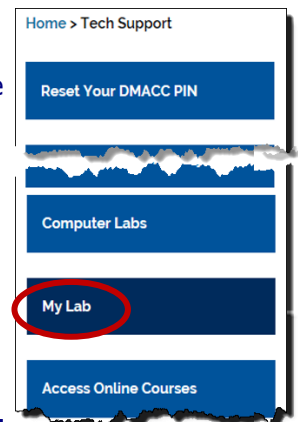 Home > Tech Support
Reset Your DMACC PIN
Computer Labs
My Lab
Access Online Courses